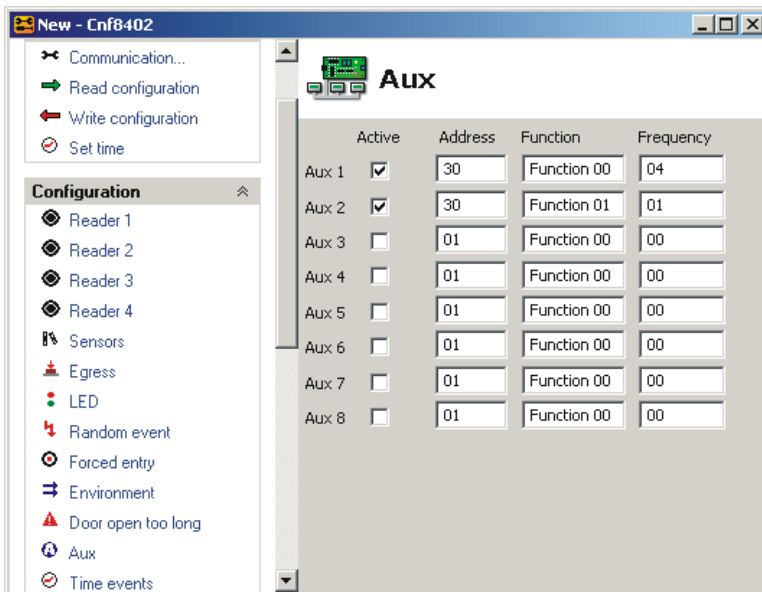 New - Cnf8402
Communication...
Read configuration
Write configuration
Set time
Configuration
Reader 1
Reader 2
Reader 3
Reader 4
Sensors
Egress
LED
Random event
Forced entry
Environment
Door open too long
Aux
Time events
Aux
Active Address Function Frequency
Aux 1 30 Function 00 04
Aux 2 30 Function 01 01
Aux 3 01 Function 00 00
Aux 4 01 Function 00 00
Aux 5 01 Function 00 00
Aux 6 01 Function 00 00
Aux 7 01 Function 00 00
Aux 8 01 Function 00 00